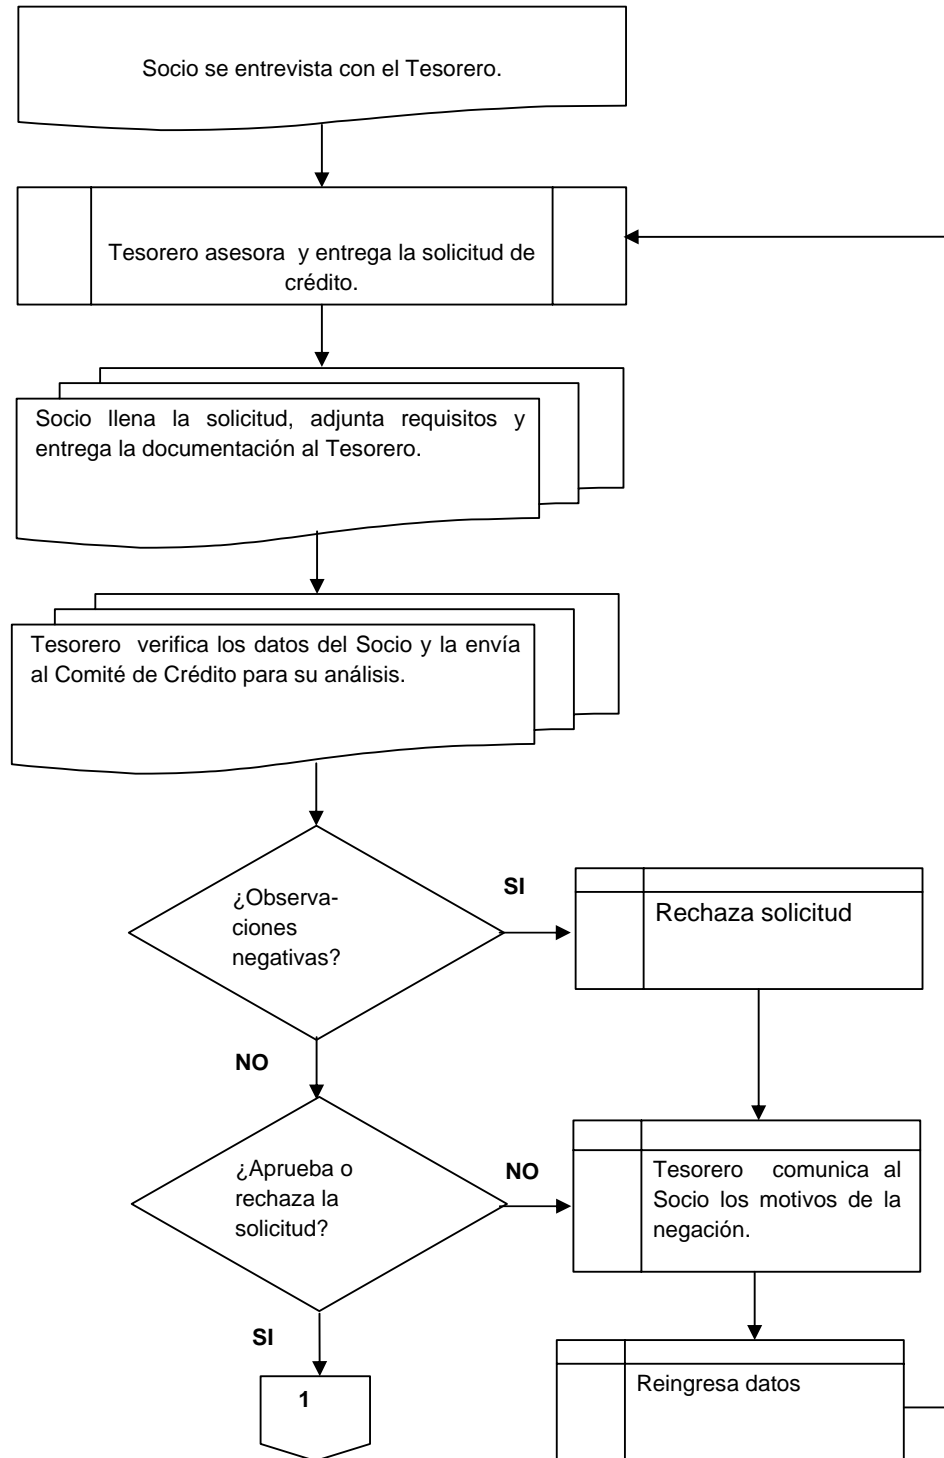 Socio se entrevista con el Tesorero.
Tesorero asesora  y entrega la solicitud de
crédito.
Socio llena la solicitud, adjunta requisitos y
entrega la documentación al Tesorero.
Tesorero  verifica los datos del Socio y la envía
al Comité de Crédito para su análisis.
¿Observa-
ciones
negativas?
SI
Rechaza solicitud
NO
¿Aprueba o
rechaza la
solicitud?
NO
Tesorero comunica al
Socio los motivos de la
negación.
SI
1
Reingresa datos